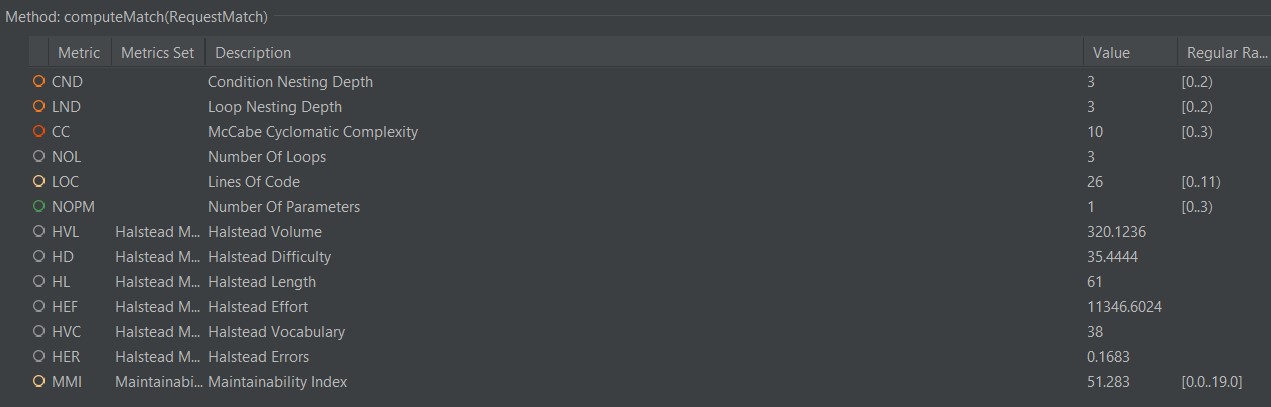 Method: computeMatch(RequestMatch)
Metric Metrics Set Description Value Regular Ra...
CND Condition Nesting Depth 3 [0..2)
LND Loop Nesting Depth 3 [0..2)
CC McCabe Cyclomatic Complexity 10 [0..3)
NOL Number Of Loops 3
LOC Lines Of Code 26 [0..11)
NOPM Number Of Parameters 1 [0..3)
HVL Halstead M... Halstead Volume 320.1236
HD Halstead M... Halstead Difficulty 35.4444
HL Halstead M... Halstead Length 61
HEF Halstead M... Halstead Effort 11346.6024
HVC Halstead M... Halstead Vocabulary 38
HER Halstead M... Halstead Errors 0.1683
MMI Maintainabi... Maintainability Index 51.283 [0.0..19.0]